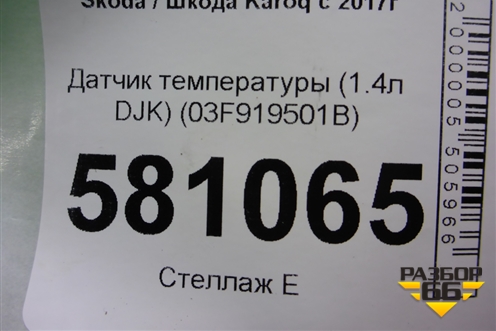 Skoda / Шкода Karoq с 2017г
Датчик температуры (1.4л
DJK) (03F919501B)
581065
Стеллаж Е
2000005505966
РАЗБОР
66